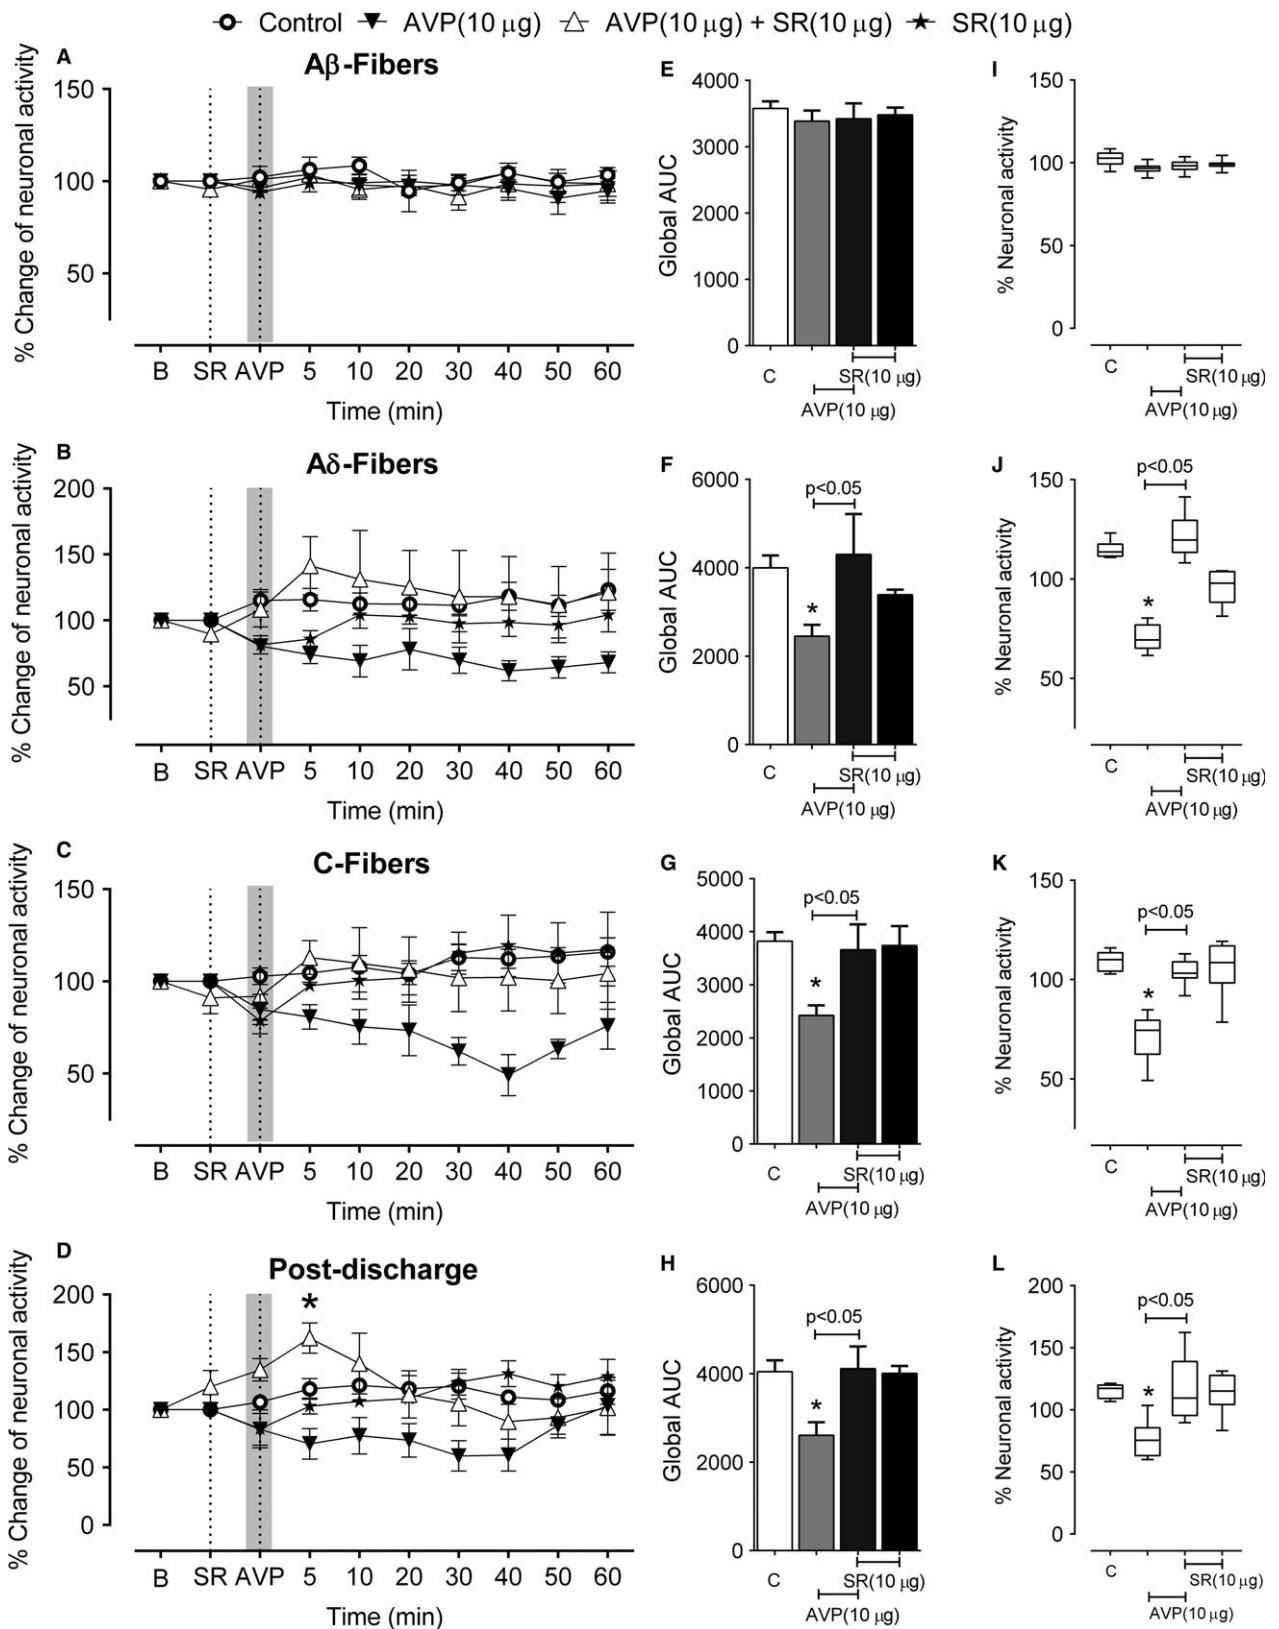 Control AVP(10 μg) AVP(10 μg) + SR(10 μg) SR(10 μg)
A
Aβ-Fibers
% Change of neuronal activity
150
100
50
B SR AVP 5 10 20 30 40 50 60
Time (min)
E
Global AUC
4000
3000
2000
1000
0
C
SR(10 μg)
AVP(10 μg)
I
% Neuronal activity
150
100
50
0
C
SR(10 μg)
AVP(10 μg)
B
Aδ-Fibers
% Change of neuronal activity
200
150
100
50
B SR AVP 5 10 20 30 40 50 60
Time (min)
F
Global AUC
6000
4000
2000
0
p<0.05
*
C
SR(10 μg)
AVP(10 μg)
J
% Neuronal activity
150
100
50
p<0.05
*
C
SR(10 μg)
AVP(10 μg)
C
C-Fibers
% Change of neuronal activity
150
100
50
B SR AVP 5 10 20 30 40 50 60
Time (min)
G
Global AUC
5000
4000
3000
2000
1000
0
p<0.05
*
C
SR(10 μg)
AVP(10 μg)
K
% Neuronal activity
150
100
50
p<0.05
*
C
SR(10 μg)
AVP(10 μg)
D
Post-discharge
% Change of neuronal activity
200
150
100
50
0
*
B SR AVP 5 10 20 30 40 50 60
Time (min)
H
Global AUC
6000
4000
2000
0
p<0.05
*
C
SR(10 μg)
AVP(10 μg)
L
% Neuronal activity
200
150
100
50
0
p<0.05
*
C
SR(10 μg)
AVP(10 μg)